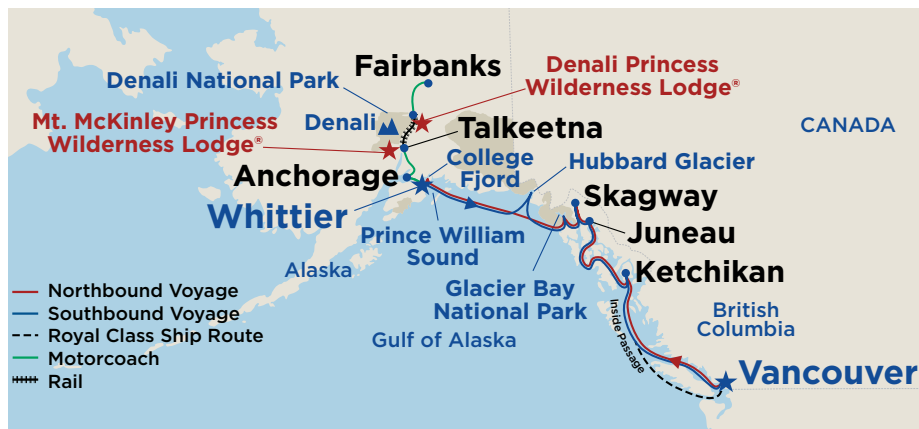 Fairbanks
Denali Princess
Wilderness Lodge®
Denali National Park
Denali
Mt. McKinley Princess
Wilderness Lodge®
Talkeetna
CANADA
Anchorage
College
Fjord
Hubbard Glacier
Whittier
Skagway
Juneau
Prince William
Sound
Alaska
Ketchikan
Glacier Bay
National Park
Northbound Voyage
Southbound Voyage
Royal Class Ship Route
Motorcoach
Rail
Gulf of Alaska
Inside Passage
British
Columbia
Vancouver